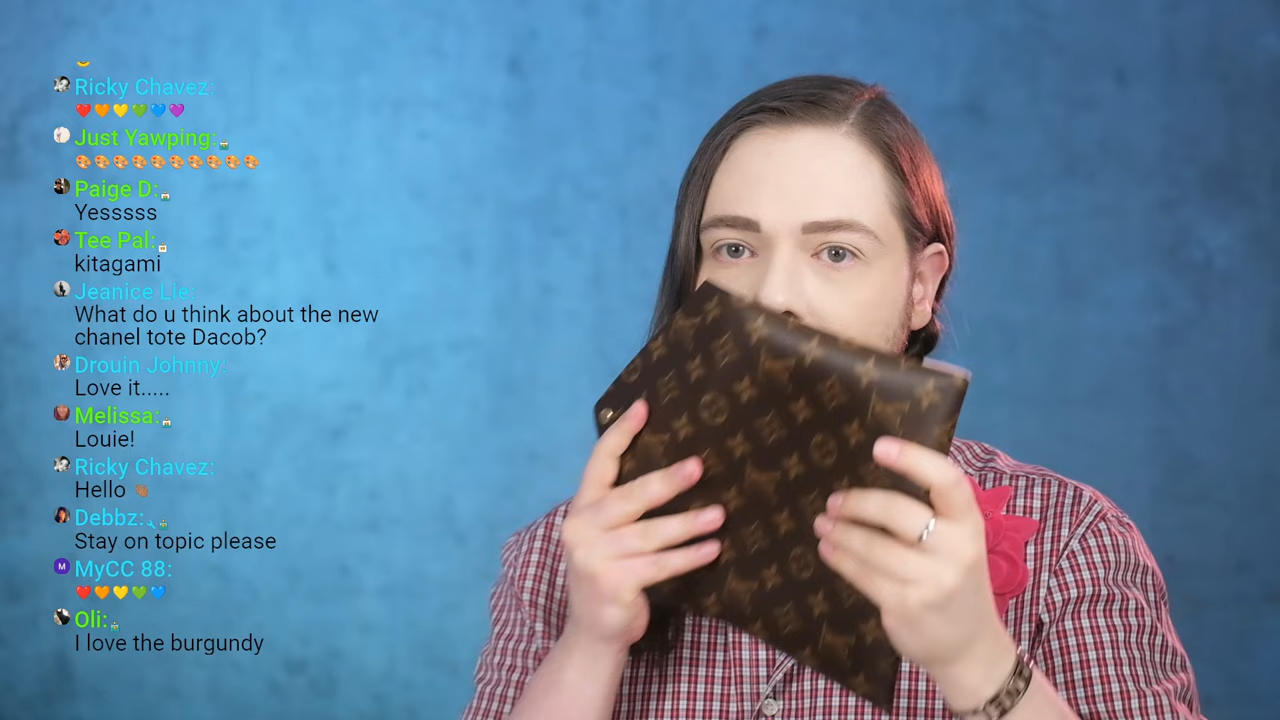 Ricky Chavez:
❤️🧡💛💚💙💜
Just Yawping:
🎨🎨🎨🎨🎨🎨🎨🎨🎨🎨
Paige D:
Yesssss
Tee Pal:
kitagami
Jeanice Lie:
What do u think about the new
chanel tote Dacob?
Drouin Johnny:
Love it.....
Melissa:
Louie!
Ricky Chavez:
Hello 👋🏽
Debbz:
Stay on topic please
M
MyCC 88:
❤️🧡💛💚💙
Oli:
I love the burgundy